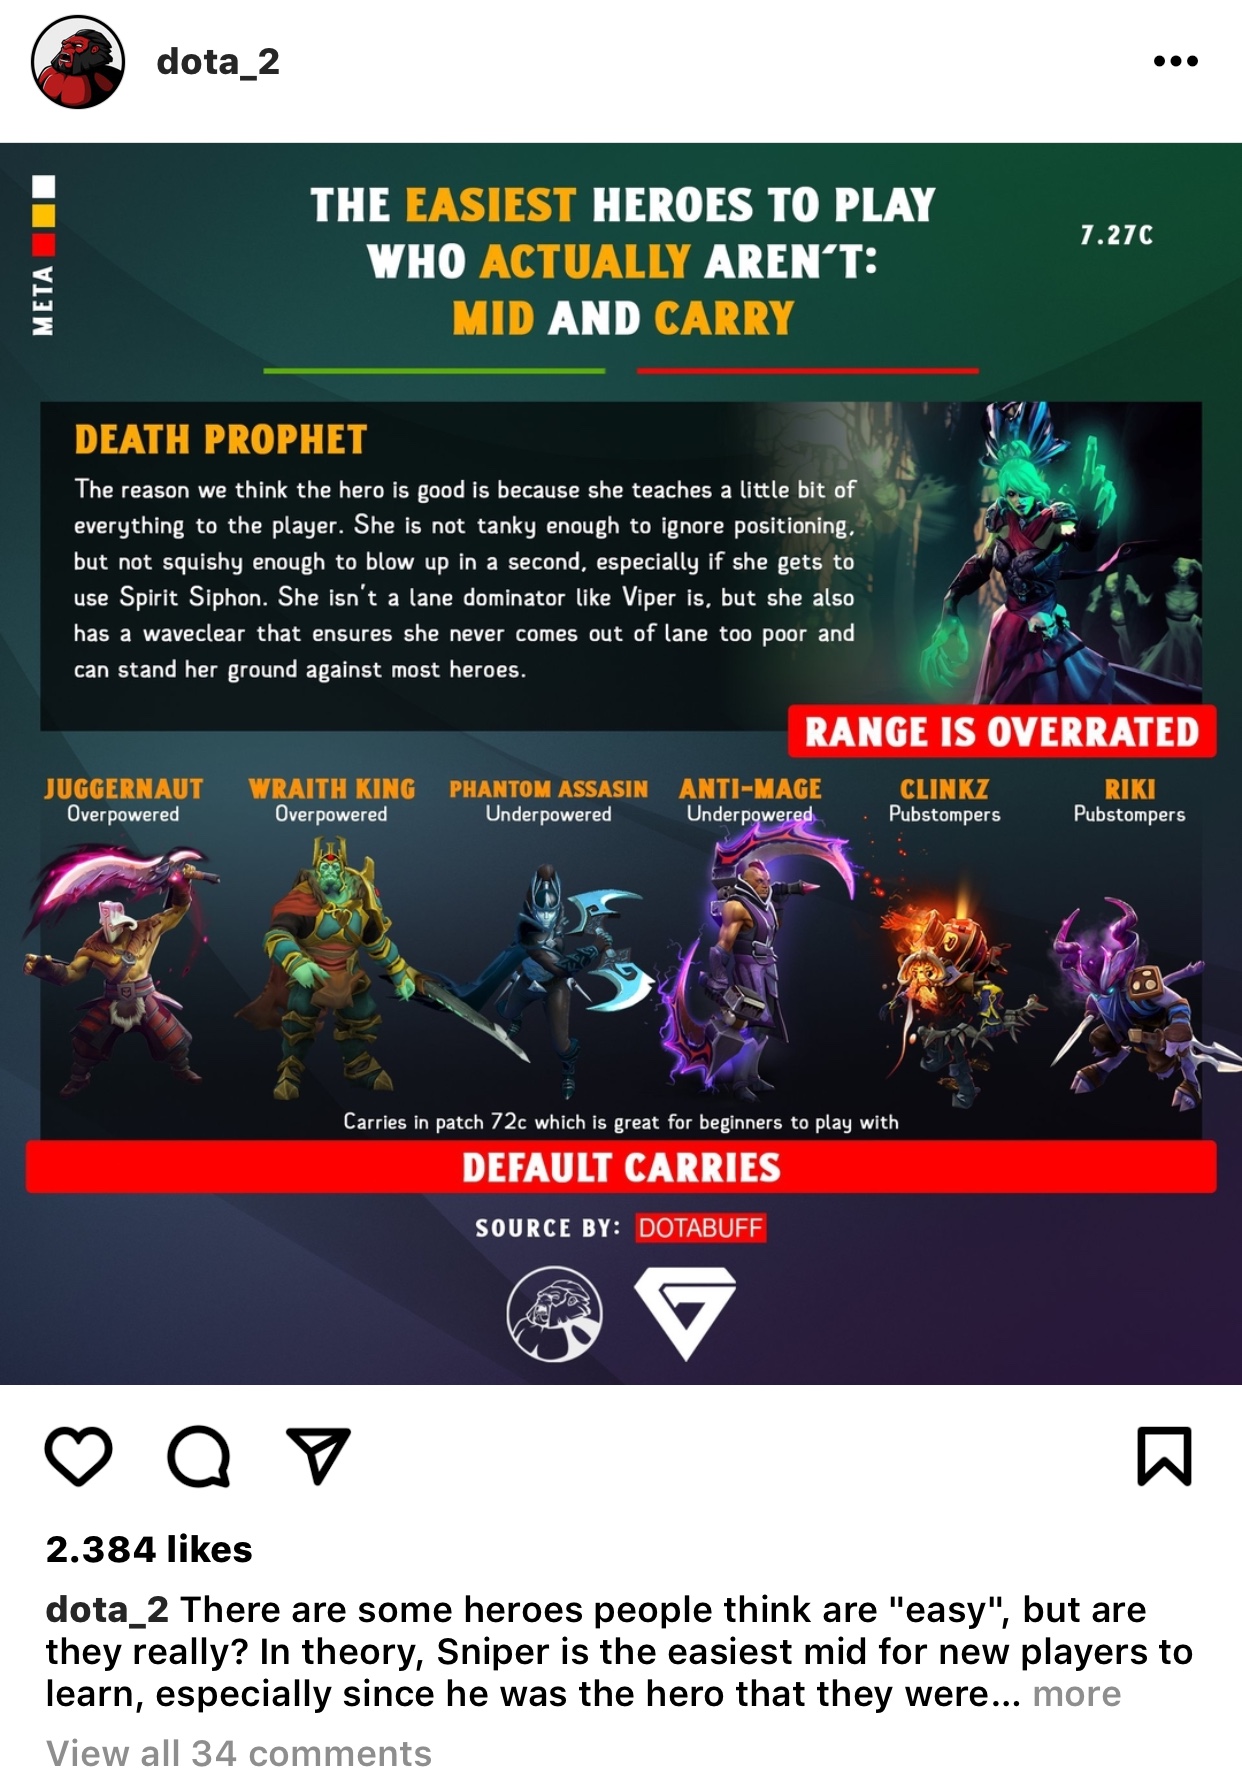 dota_2
META
THE EASIEST HEROES TO PLAY
WHO ACTUALLY AREN´T:
MID AND CARRY
7.27C
DEATH PROPHET
The reason we think the hero is good is because she teaches a little bit of
everything to the player. She is not tanky enough to ignore positioning,
but not squishy enough to blow up in a second, especially if she gets to
use Spirit Siphon. She isn't a lane dominator like Viper is, but she also
has a waveclear that ensures she never comes out of lane too poor and
can stand her ground against most heroes.
RANGE IS OVERRATED
JUGGERNAUT
Overpowered
WRAITH KING
Overpowered
PHANTOM ASSASIN
Underpowered
ANTI-MAGE
Underpowered
CLINKZ
Pubstompers
RIKI
Pubstompers
Carries in patch 72c which is great for beginners to play with
DEFAULT CARRIES
SOURCE BY: DOTABUFF
2.384 likes
dota_2 There are some heroes people think are "easy", but are
they really? In theory, Sniper is the easiest mid for new players to
learn, especially since he was the hero that they were... more
View all 34 comments